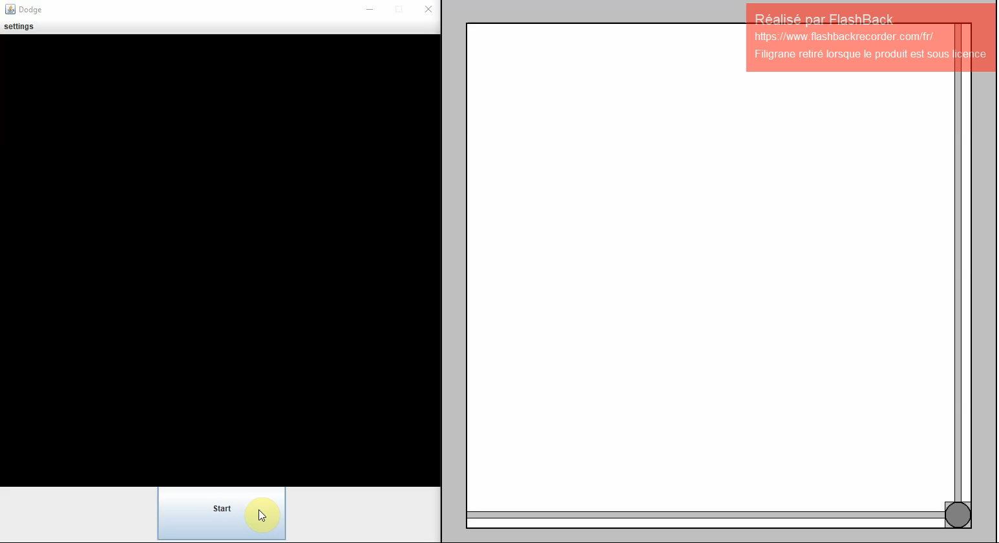 Dodge
settings
Réalisé par FlashBack
https://www.flashbackrecorder.com/fr/
Filigrane retiré lorsque le produit est sous licence
Start